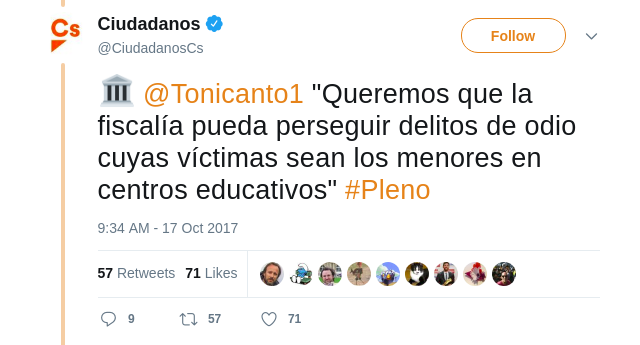 Cs
Ciudadanos
@CiudadanosCs
Follow
@Tonicanto1 "Queremos que la
fiscalía pueda perseguir delitos de odio
cuyas víctimas sean los menores en
centros educativos" #Pleno
9:34 AM - 17 Oct 2017
57 Retweets 71 Likes
9 57 71